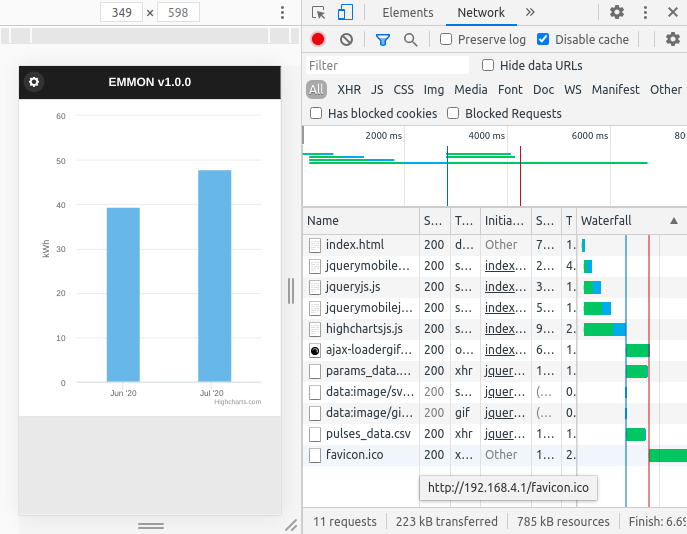 349 × 598
EMMON v1.0.0
60
50
40
30
20
10
0
kWh
Jun '20 Jul '20
Highcharts.com
Elements Network »
Preserve log Disable cache
Filter Hide data URLs
All XHR JS CSS Img Media Font Doc WS Manifest Other
Has blocked cookies Blocked Requests
2000 ms 4000 ms 6000 ms 80
Name S... T... Initia... S... T Waterfall
index.html 200 d... Other 7... 1.
jquerymobile... 200 s... index... 2... 4.
jqueryjs.js 200 s... index... 3... 1.
jquerymobilej... 200 s... index... 5... 1.
highchartsjs.js 200 s... index... 9... 2.
ajax-loadergif... 200 o... index... 6... 1.
params_data.... 200 xhr jquer... 1... 1.
data:image/sv... 200 s... jquer... (... 0.
data:image/gi... 200 gif jquer... (... 0.
pulses_data.csv 200 xhr jquer... 1... 1.
favicon.ico 200 x... Other 1... 2.
http://192.168.4.1/favicon.ico
11 requests 223 kB transferred 785 kB resources Finish: 6.69